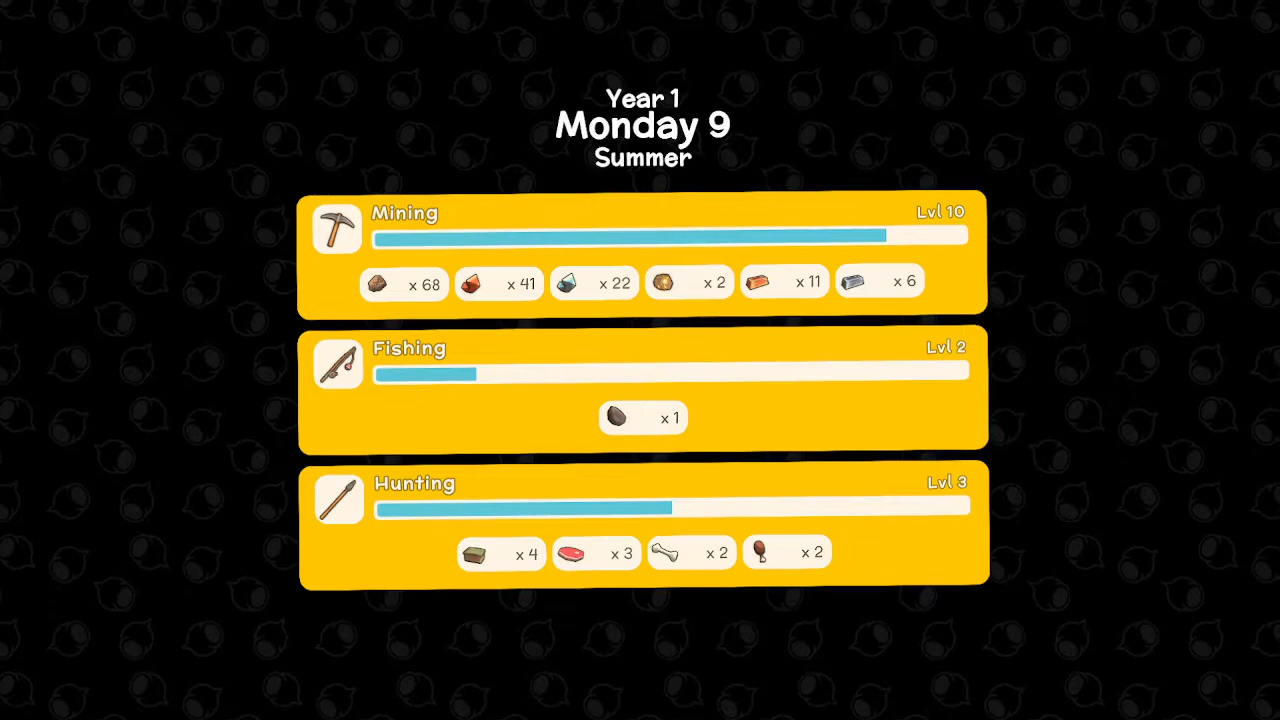 Year 1
Monday 9
Summer
Mining
Lvl 10
x 68
x 41
x 22
x 2
x 11
x 6
Fishing
Lvl 2
x 1
Hunting
Lvl 3
x 4
x 3
x 2
x 2